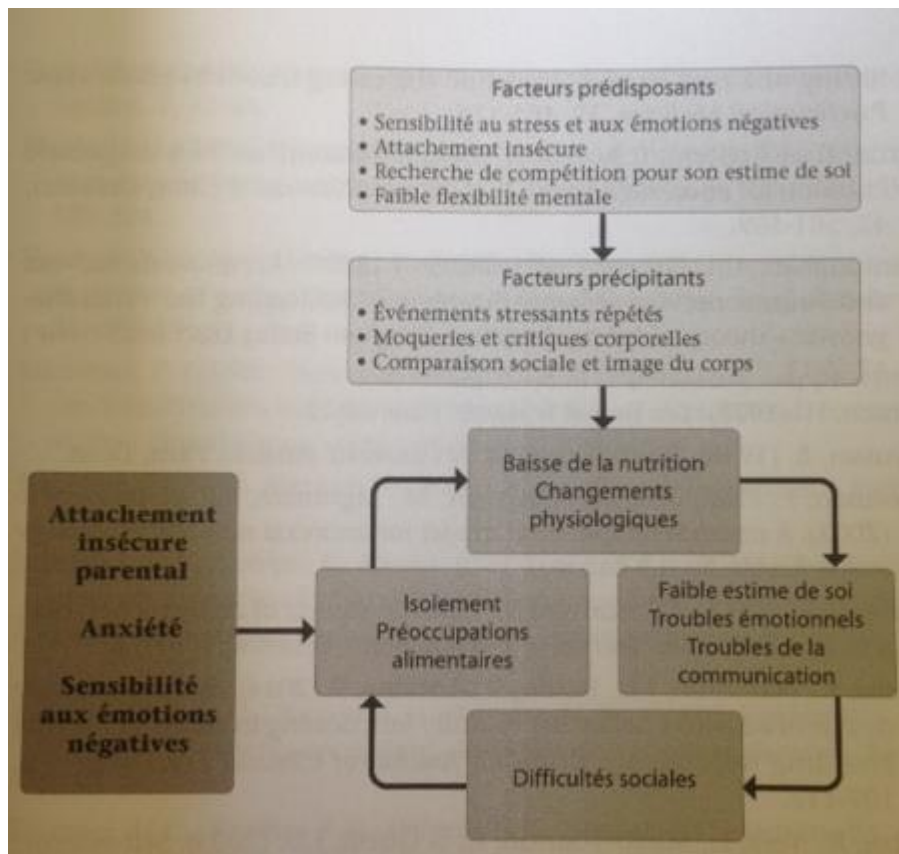 Facteurs prédisposants
• Sensibilité au stress et aux émotions négatives
• Attachement insécure
• Recherche de compétition pour son estime de soi
• Faible flexibilité mentale
Facteurs précipitants
• Événements stressants répétés
• Moqueries et critiques corporelles
• Comparaison sociale et image du corps
Baisse de la nutrition
Changements
physiologiques
Attachement
insécure
parental
Anxiété
Sensibilité
aux émotions
négatives
Isolement
Préoccupations
alimentaires
Faible estime de soi
Troubles émotionnels
Troubles de la
communication
Difficultés sociales